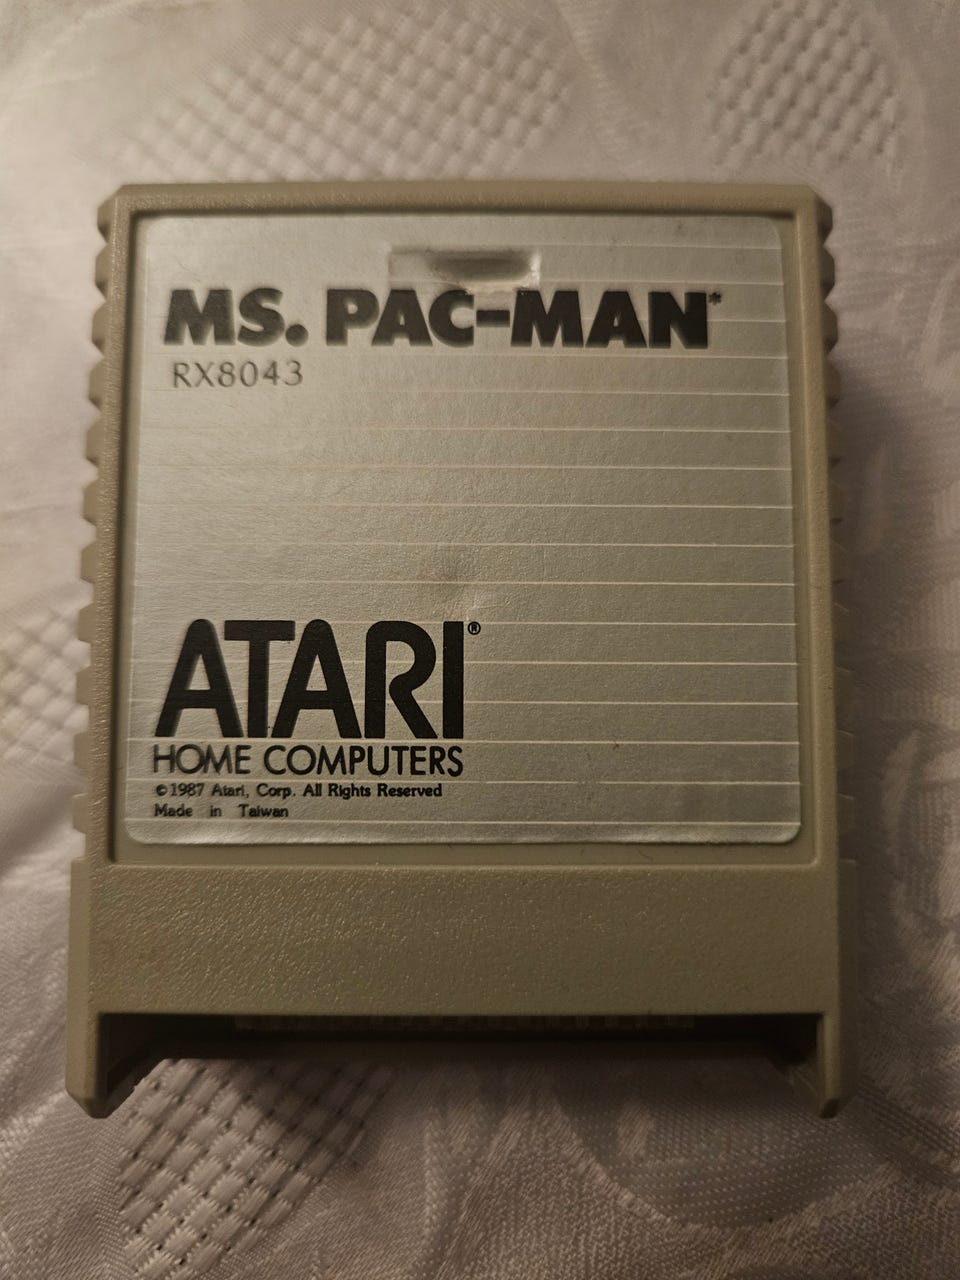 MS. PAC-MAN*
RX8043
ATARI®
HOME COMPUTERS
©1987 Atari, Corp. All Rights Reserved
Made in Taiwan